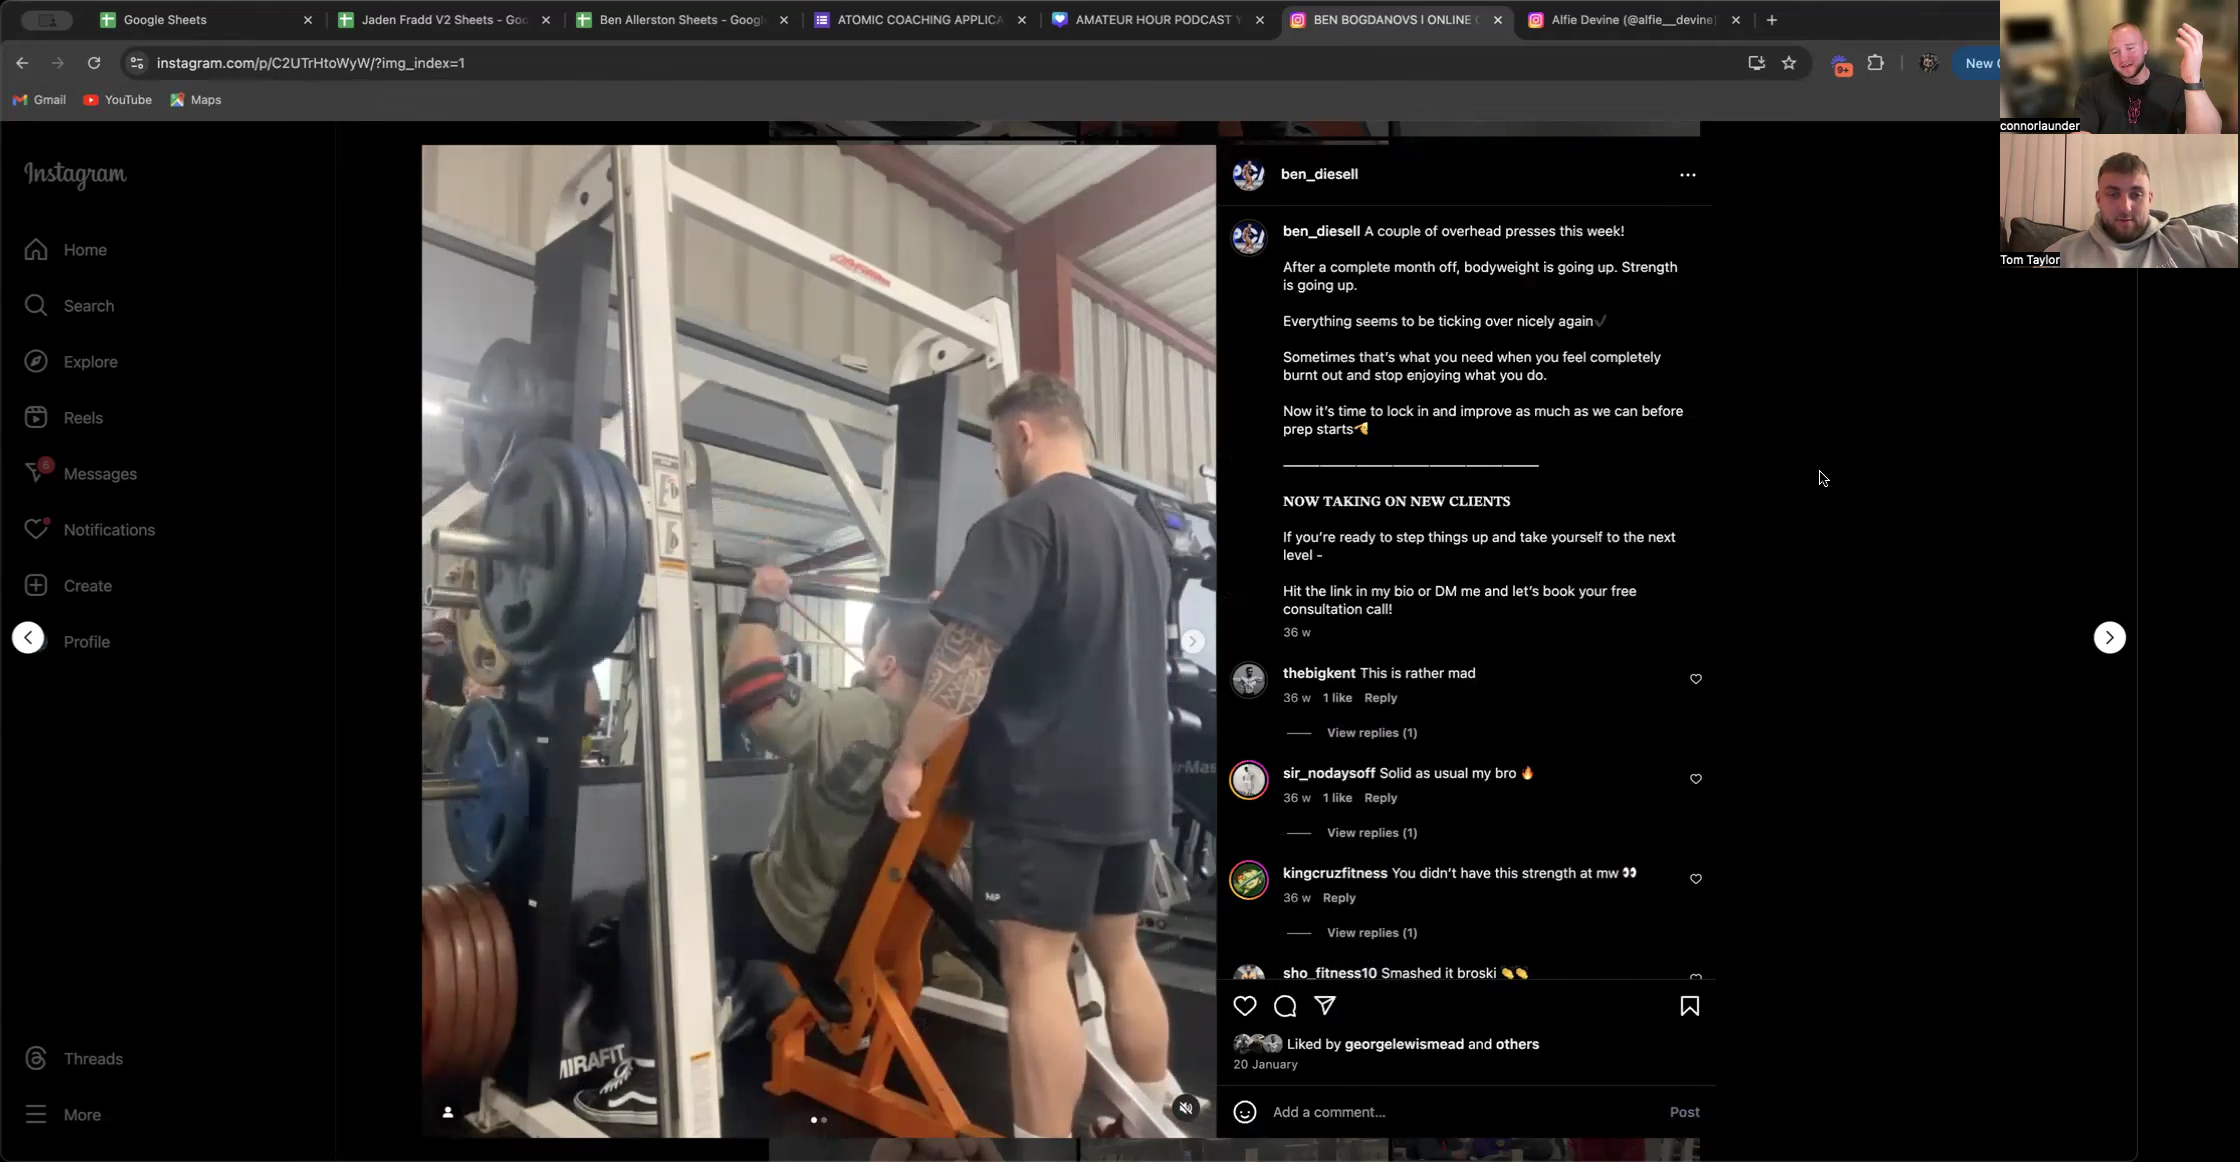 Google Sheets
Jaden Fradd V2 Sheets - Goo
Ben Allerston Sheets - Google
ATOMIC COACHING APPLICA
AMATEUR HOUR PODCAST
BEN BOGDANOVS I ONLINE
Alfie Devine (@alfie__devine)
instagram.com/p/C2UTrHtoWyW/?img_index=1
9+
New
Gmail
YouTube
Maps
connorlaunder
Tom Taylor
Instagram
Home
Search
Explore
Reels
6
Messages
Notifications
Create
Profile
Threads
More
MIRAFIT
MP
ben_diesell
ben_diesell A couple of overhead presses this week!
After a complete month off, bodyweight is going up. Strength
is going up.
Everything seems to be ticking over nicely again✓
Sometimes that's what you need when you feel completely
burnt out and stop enjoying what you do.
Now it's time to lock in and improve as much as we can before
prep starts
NOW TAKING ON NEW CLIENTS
If you're ready to step things up and take yourself to the next
level -
Hit the link in my bio or DM me and let's book your free
consultation call!
36 w
thebigkent This is rather mad
36 w 1 like Reply
View replies (1)
sir_nodaysoff Solid as usual my bro 🔥
36 w 1 like Reply
View replies (1)
kingcruzfitness You didn't have this strength at mw 👀
36 w Reply
View replies (1)
sho_fitness10 Smashed it broski 👏👏
Liked by georgelewismead and others
20 January
Add a comment...
Post